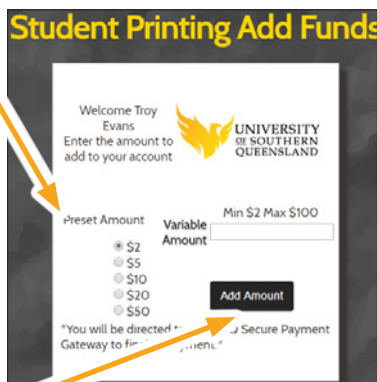 Student Printing Add Funds
Welcome Troy
Evans
Enter the amount to
add to your account
UNIVERSITY
OF SOUTHERN
QUEENSLAND
Preset Amount
Variable
Amount
Min $2 Max $100
$2
$5
$10
$20
$50
Add Amount
*You will be directed Secure Payment
Gateway to